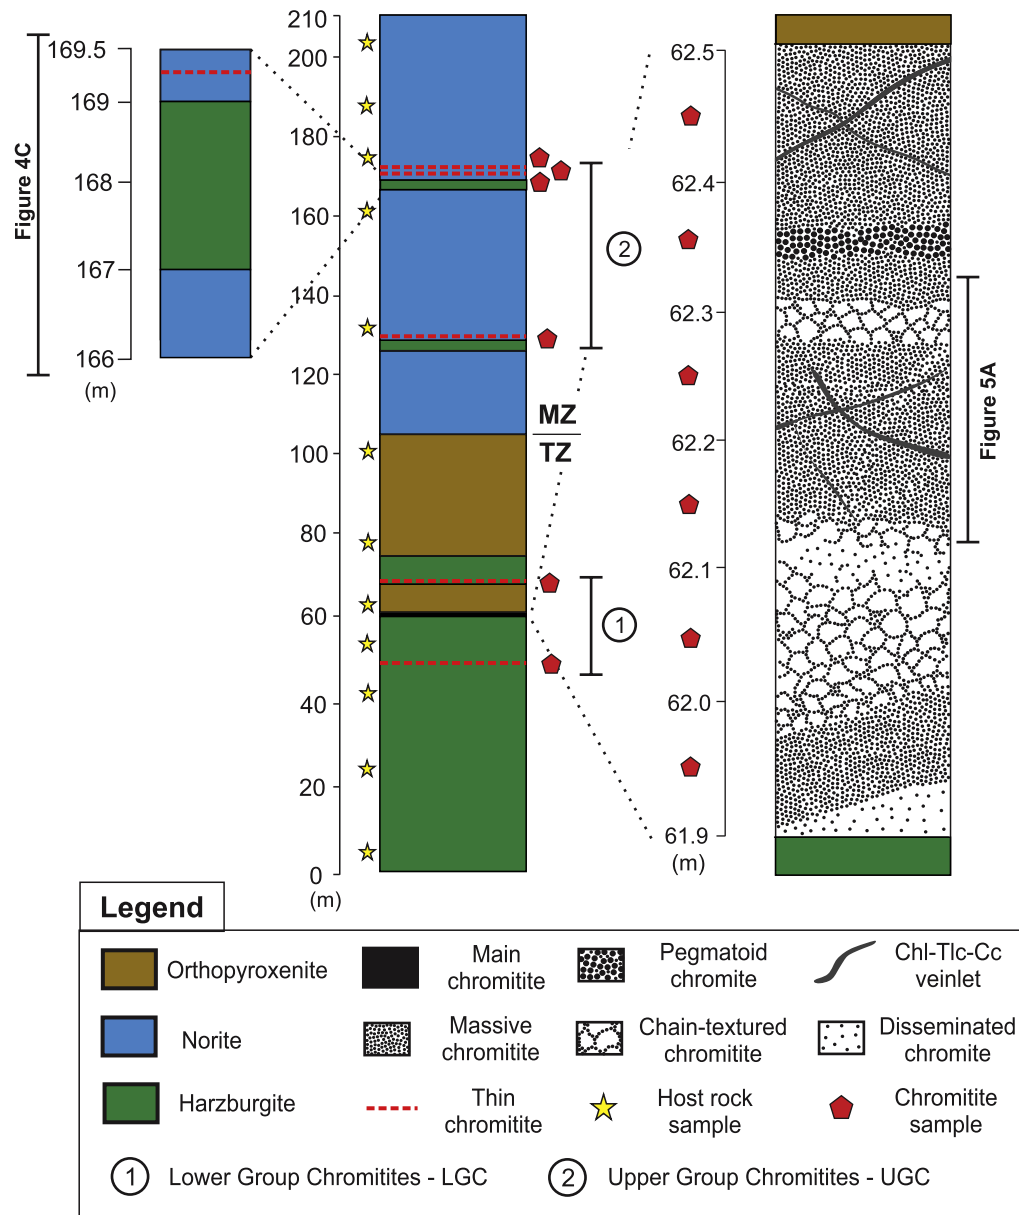 Figure 4C
169.5
169
168
167
166
(m)
210
200
180
160
140
120
100
80
60
40
20
0
(m)
2
MZ
TZ
1
62.5
62.4
62.3
62.2
62.1
62.0
61.9
(m)
Figure 5A
Legend
Orthopyroxenite
Main
chromitite
Pegmatoid
chromite
Chl-Tlc-Cc
veinlet
Norite
Massive
chromitite
Chain-textured
chromitite
Disseminated
chromite
Harzburgite
Thin
chromitite
Host rock
sample
Chromitite
sample
1 Lower Group Chromitites - LGC
2 Upper Group Chromitites - UGC